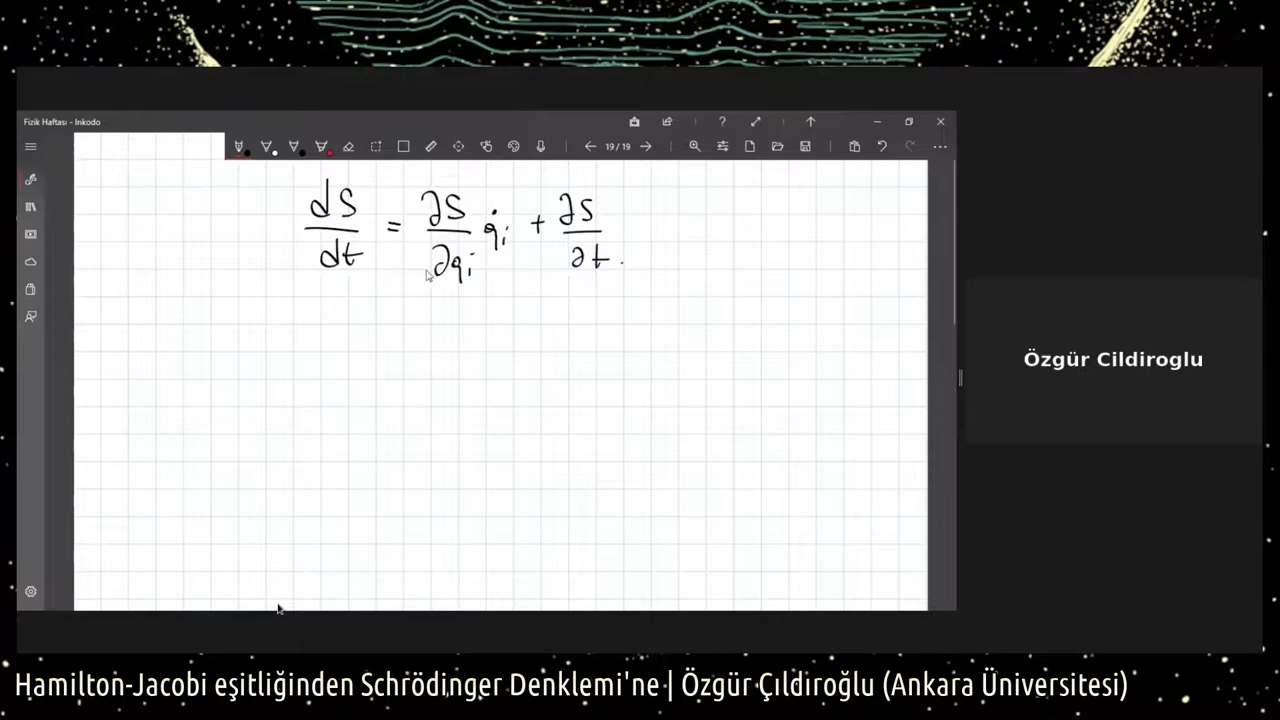 Fizik Haftası - Inkodo
19 / 19
dS/dt = ∂S/∂qᵢ q̇ᵢ + ∂S/∂t .
Özgür Cildiroglu
Hamilton-Jacobi eşitliğinden Schrödinger Denklemi'ne | Özgür Çıldıroğlu (Ankara Üniversitesi)